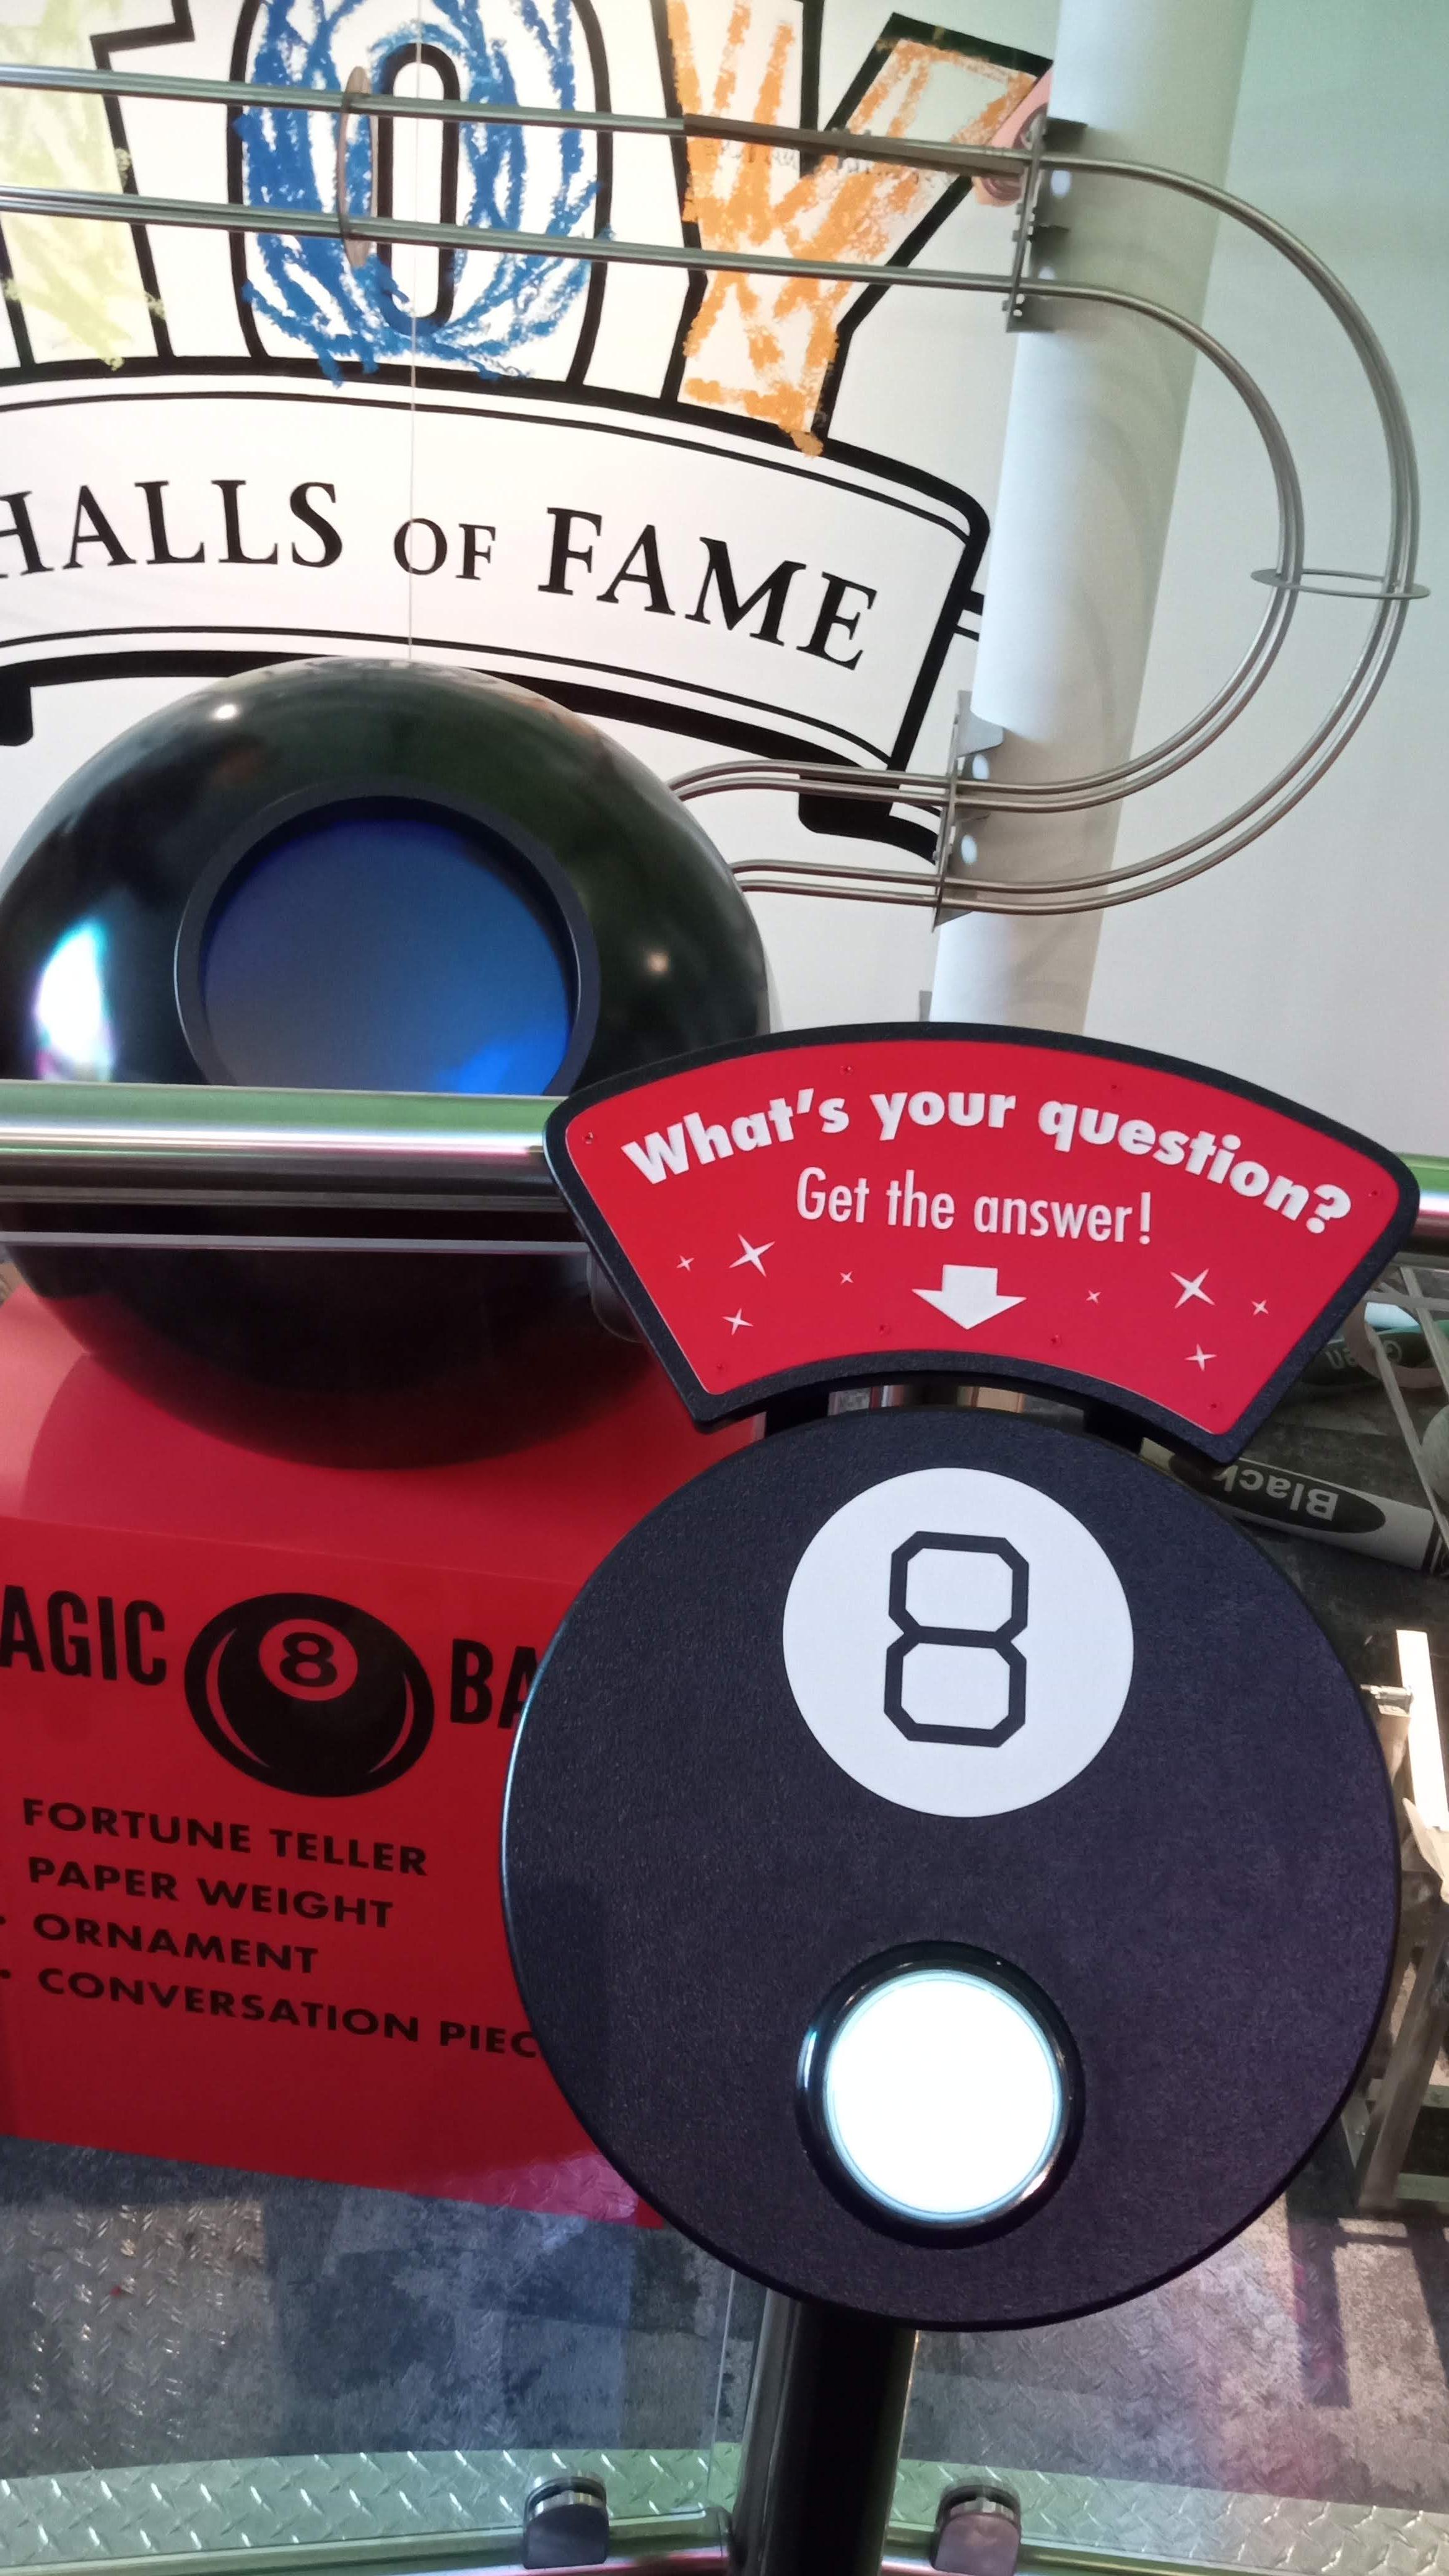 TOY
HALLS OF FAME
What's your question?
Get the answer!
8
Black
AGIC 8 BA
FORTUNE TELLER
PAPER WEIGHT
• ORNAMENT
• CONVERSATION PIEC